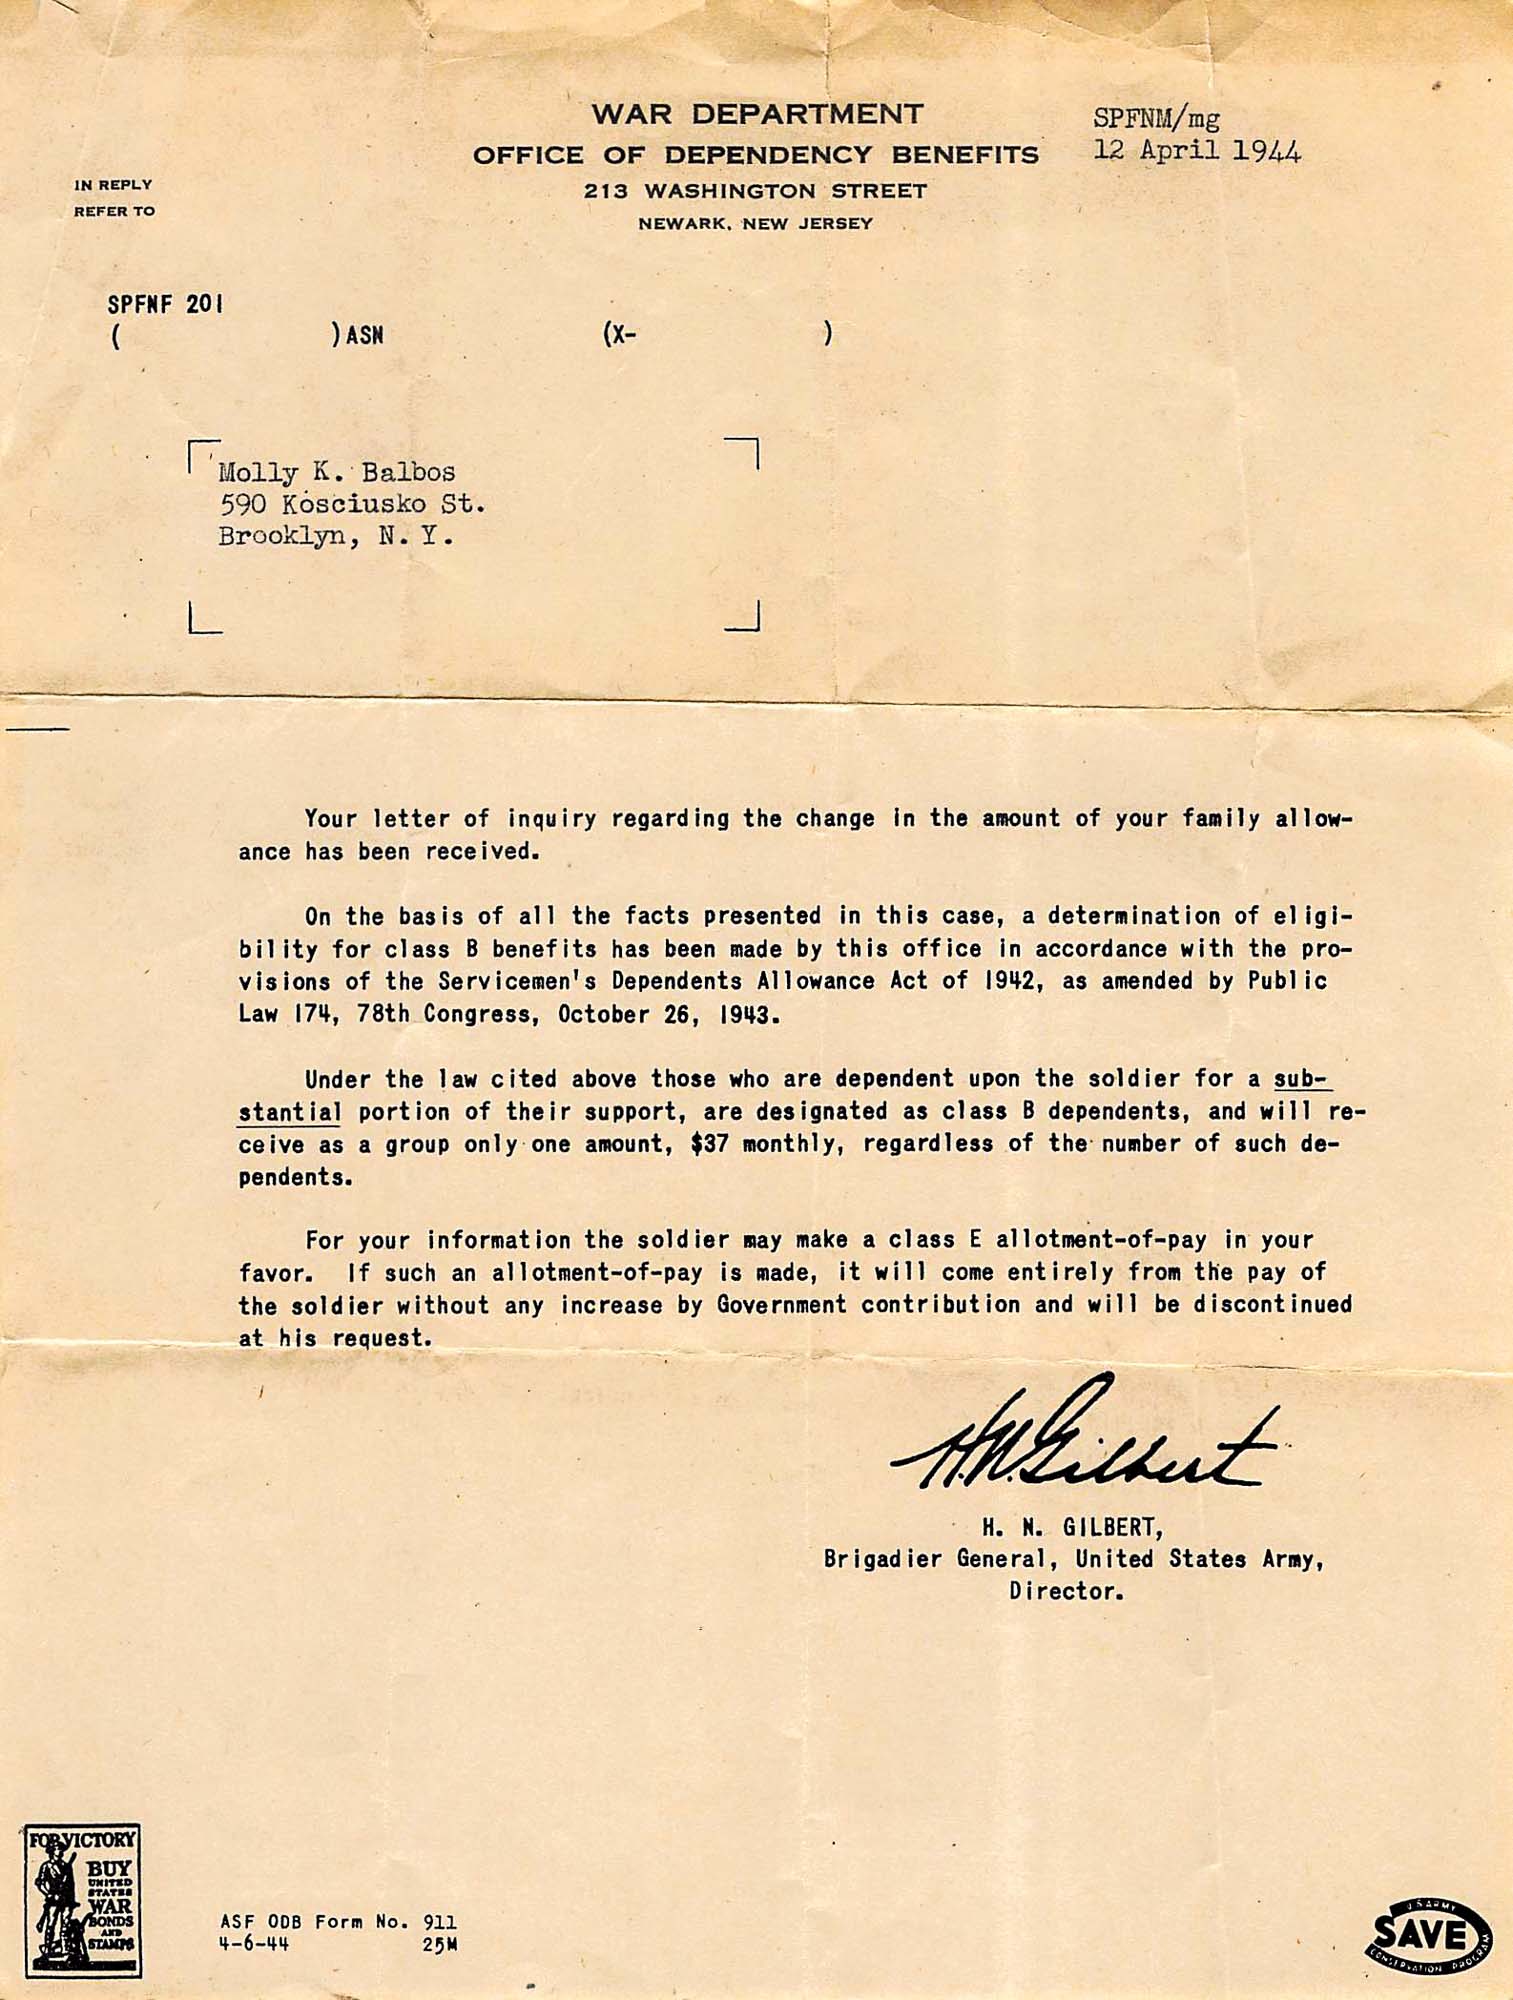 WAR DEPARTMENT
OFFICE OF DEPENDENCY BENEFITS
213 WASHINGTON STREET
NEWARK, NEW JERSEY
SPFNM/mg
12 April 1944
IN REPLY
REFER TO
SPFNF 201
( )ASN (X- )
Molly K. Balbos
590 Kosciusko St.
Brooklyn, N. Y.
Your letter of inquiry regarding the change in the amount of your family allow-
ance has been received.
On the basis of all the facts presented in this case, a determination of eligi-
bility for class B benefits has been made by this office in accordance with the pro-
visions of the Servicemen's Dependents Allowance Act of 1942, as amended by Public
Law 174, 78th Congress, October 26, 1943.
Under the law cited above those who are dependent upon the soldier for a sub-
stantial portion of their support, are designated as class B dependents, and will re-
ceive as a group only one amount, $37 monthly, regardless of the number of such de-
pendents.
For your information the soldier may make a class E allotment-of-pay in your
favor. If such an allotment-of-pay is made, it will come entirely from the pay of
the soldier without any increase by Government contribution and will be discontinued
at his request.
H.N. Gilbert
H. N. GILBERT,
Brigadier General, United States Army,
Director.
FOR VICTORY
BUY
UNITED
STATES
WAR
BONDS
AND
STAMPS
ASF ODB Form No. 911
4-6-44 25M
U.S. ARMY
SAVE
CONSERVATION PROGRAM